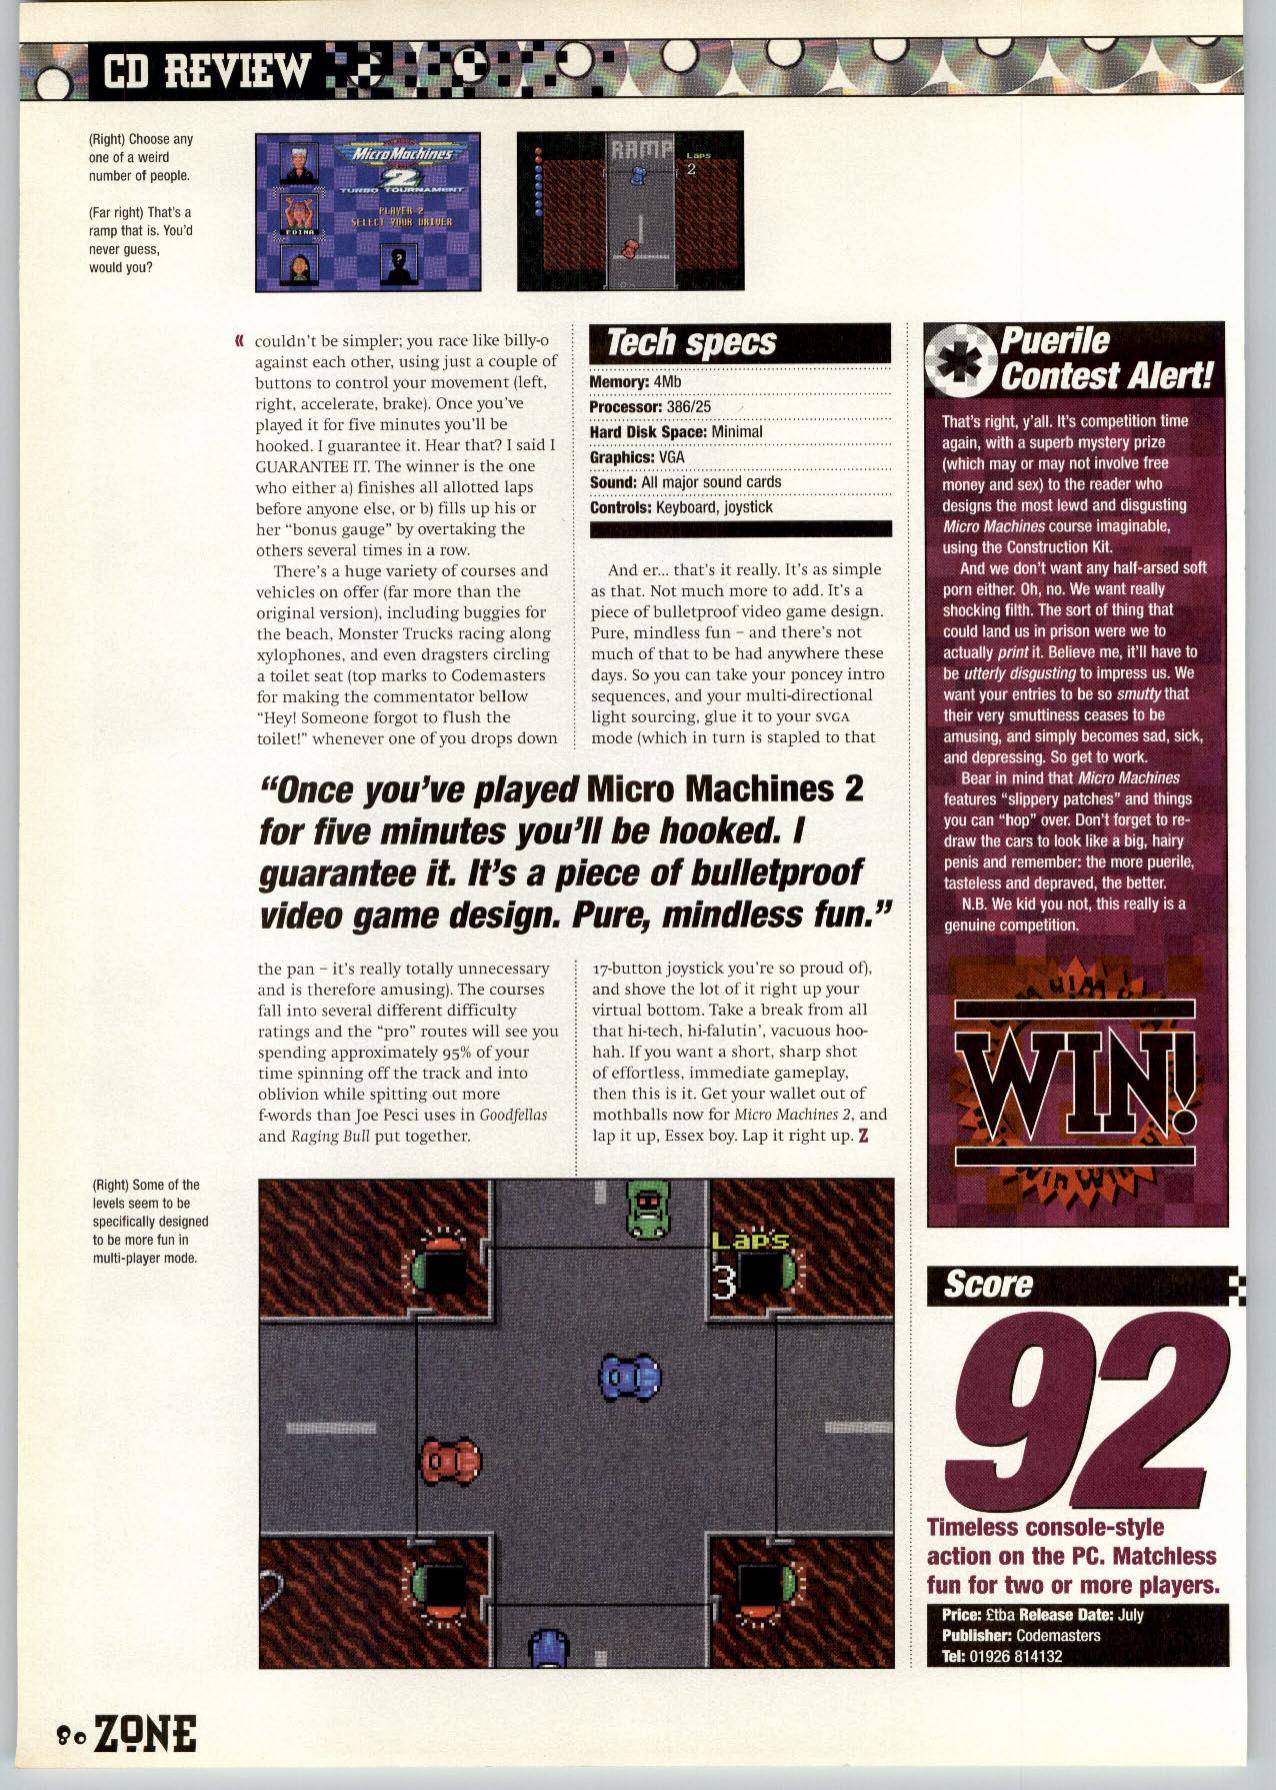 CD REVIEW
(Right) Choose any
one of a weird
number of people.
(Far right) That's a
ramp that is. You'd
never guess,
would you?
MicroMachines
2
TURBO TOURNAMENT
PLAYER 2
SELECT YOUR DRIVER
EDINA
?
RAMP
Laps
2
« couldn't be simpler; you race like billy-o
against each other, using just a couple of
buttons to control your movement (left,
right, accelerate, brake). Once you've
played it for five minutes you'll be
hooked. I guarantee it. Hear that? I said I
GUARANTEE IT. The winner is the one
who either a) finishes all allotted laps
before anyone else, or b) fills up his or
her "bonus gauge" by overtaking the
others several times in a row.
There's a huge variety of courses and
vehicles on offer (far more than the
original version), including buggies for
the beach, Monster Trucks racing along
xylophones, and even dragsters circling
a toilet seat (top marks to Codemasters
for making the commentator bellow
"Hey! Someone forgot to flush the
toilet!" whenever one of you drops down
Tech specs
Memory: 4Mb
Processor: 386/25
Hard Disk Space: Minimal
Graphics: VGA
Sound: All major sound cards
Controls: Keyboard, joystick
And er... that's it really. It's as simple
as that. Not much more to add. It's a
piece of bulletproof video game design.
Pure, mindless fun – and there's not
much of that to be had anywhere these
days. So you can take your poncey intro
sequences, and your multi-directional
light sourcing, glue it to your SVGA
mode (which in turn is stapled to that
"Once you've played Micro Machines 2
for five minutes you'll be hooked. I
guarantee it. It's a piece of bulletproof
video game design. Pure, mindless fun."
the pan – it's really totally unnecessary
and is therefore amusing). The courses
fall into several different difficulty
ratings and the "pro" routes will see you
spending approximately 95% of your
time spinning off the track and into
oblivion while spitting out more
f-words than Joe Pesci uses in Goodfellas
and Raging Bull put together.
17-button joystick you're so proud of),
and shove the lot of it right up your
virtual bottom. Take a break from all
that hi-tech, hi-falutin', vacuous hoo-
hah. If you want a short, sharp shot
of effortless, immediate gameplay,
then this is it. Get your wallet out of
mothballs now for Micro Machines 2, and
lap it up, Essex boy. Lap it right up. Z
(Right) Some of the
levels seem to be
specifically designed
to be more fun in
multi-player mode.
Laps
3
Puerile
Contest Alert!
That's right, y'all. It's competition time
again, with a superb mystery prize
(which may or may not involve free
money and sex) to the reader who
designs the most lewd and disgusting
Micro Machines course imaginable,
using the Construction Kit.
And we don't want any half-arsed soft
porn either. Oh, no. We want really
shocking filth. The sort of thing that
could land us in prison were we to
actually print it. Believe me, it'll have to
be utterly disgusting to impress us. We
want your entries to be so smutty that
their very smuttiness ceases to be
amusing, and simply becomes sad, sick,
and depressing. So get to work.
Bear in mind that Micro Machines
features "slippery patches" and things
you can "hop" over. Don't forget to re-
draw the cars to look like a big, hairy
penis and remember: the more puerile,
tasteless and depraved, the better.
N.B. We kid you not, this really is a
genuine competition.
WIN!
Score
92
Timeless console-style
action on the PC. Matchless
fun for two or more players.
Price: £tba Release Date: July
Publisher: Codemasters
Tel: 01926 814132
80 ZONE